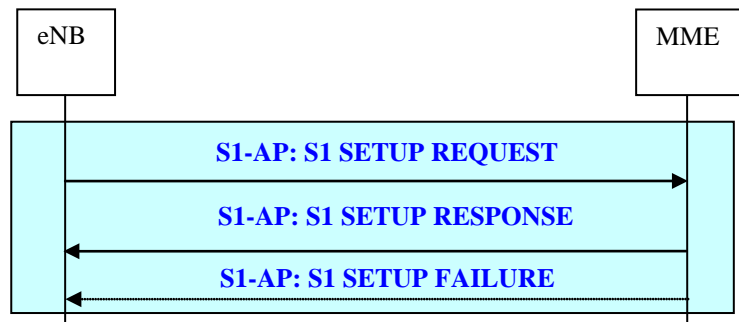 eNB
MME
S1-AP: S1 SETUP REQUEST
S1-AP: S1 SETUP RESPONSE
S1-AP: S1 SETUP FAILURE